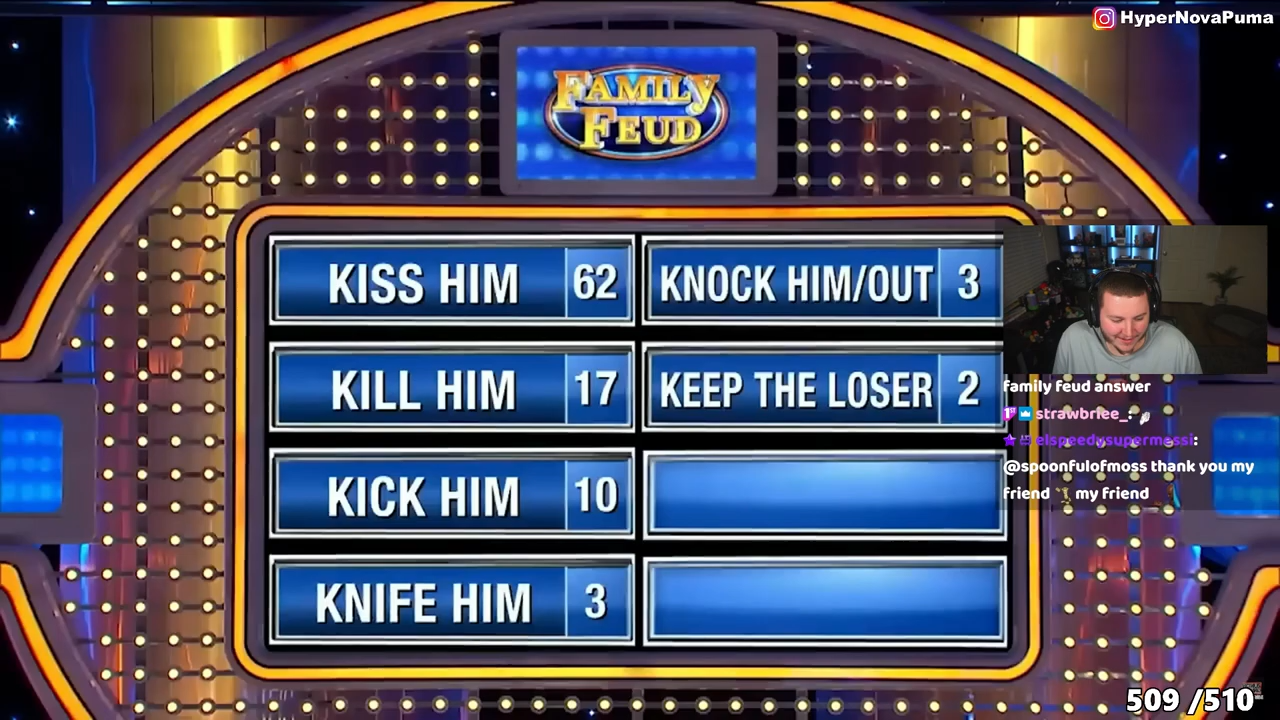 HyperNovaPuma
FAMILY
FEUD
KISS HIM 62
KILL HIM 17
KICK HIM 10
KNIFE HIM 3
KNOCK HIM/OUT 3
KEEP THE LOSER 2
family feud answer
strawbriee_:
elspeedysupermessi:
@spoonfulofmoss thank you my
friend my friend
509 /510